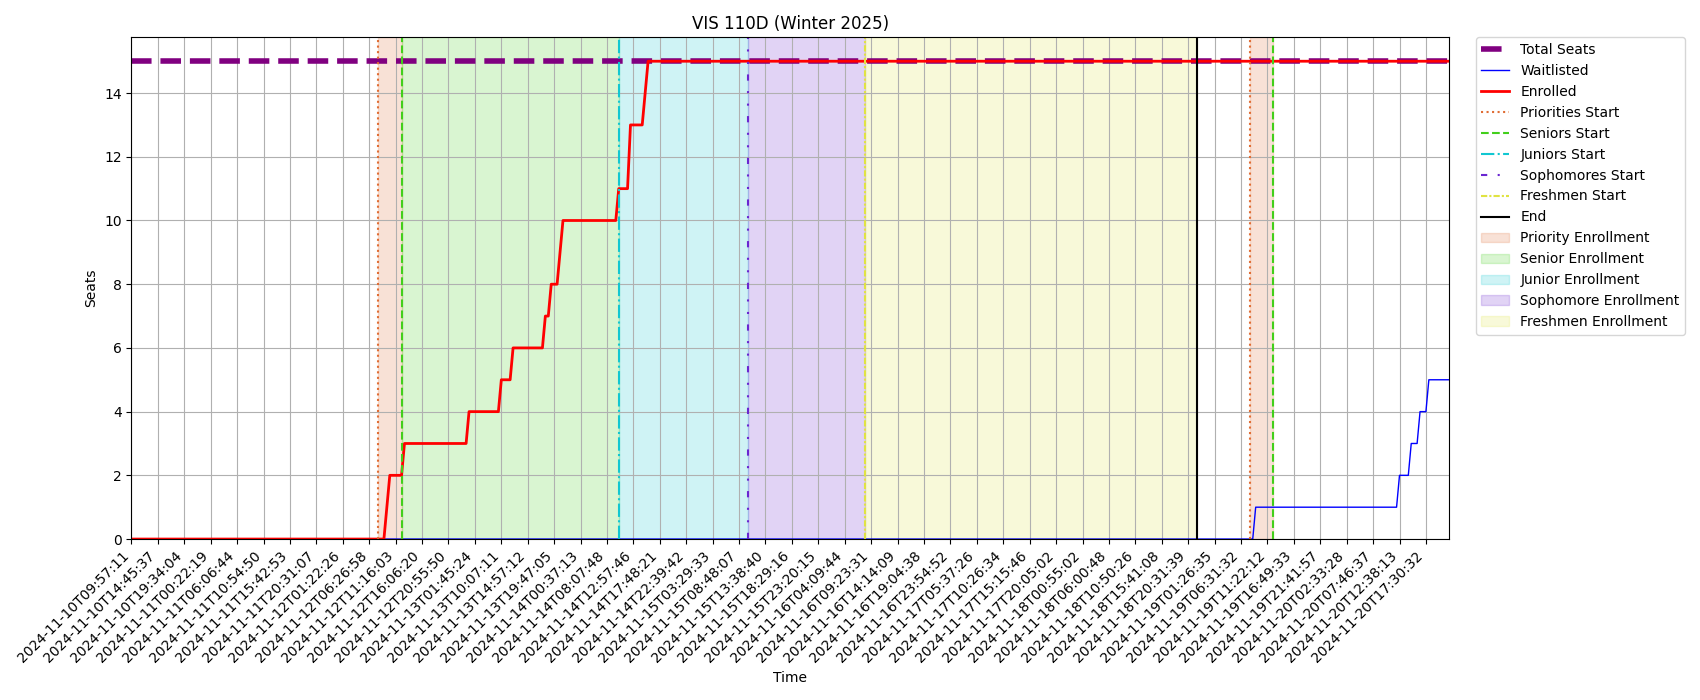 VIS 110D (Winter 2025)
Seats
14
12
10
8
6
4
2
0
2024-11-10T09:57:11
2024-11-10T14:45:37
2024-11-10T19:34:04
2024-11-11T00:22:19
2024-11-11T06:06:44
2024-11-11T10:54:50
2024-11-11T15:42:53
2024-11-11T20:31:07
2024-11-12T01:22:26
2024-11-12T06:26:58
2024-11-12T11:16:03
2024-11-12T16:06:20
2024-11-12T20:55:50
2024-11-13T01:45:24
2024-11-13T10:07:11
2024-11-13T14:57:12
2024-11-13T19:47:05
2024-11-14T00:37:13
2024-11-14T08:07:48
2024-11-14T12:57:46
2024-11-14T17:48:21
2024-11-14T22:39:42
2024-11-15T03:29:33
2024-11-15T08:48:07
2024-11-15T13:38:40
2024-11-15T18:29:16
2024-11-15T23:20:15
2024-11-16T04:09:44
2024-11-16T09:23:31
2024-11-16T14:14:09
2024-11-16T19:04:38
2024-11-16T23:54:52
2024-11-17T05:37:26
2024-11-17T10:26:34
2024-11-17T15:15:46
2024-11-17T20:05:02
2024-11-18T00:55:02
2024-11-18T06:00:48
2024-11-18T10:50:26
2024-11-18T15:41:08
2024-11-18T20:31:39
2024-11-19T01:26:35
2024-11-19T06:31:32
2024-11-19T11:22:12
2024-11-19T16:49:33
2024-11-19T21:41:57
2024-11-20T02:33:28
2024-11-20T07:46:37
2024-11-20T12:38:13
2024-11-20T17:30:32
Time
Total Seats
Waitlisted
Enrolled
Priorities Start
Seniors Start
Juniors Start
Sophomores Start
Freshmen Start
End
Priority Enrollment
Senior Enrollment
Junior Enrollment
Sophomore Enrollment
Freshmen Enrollment